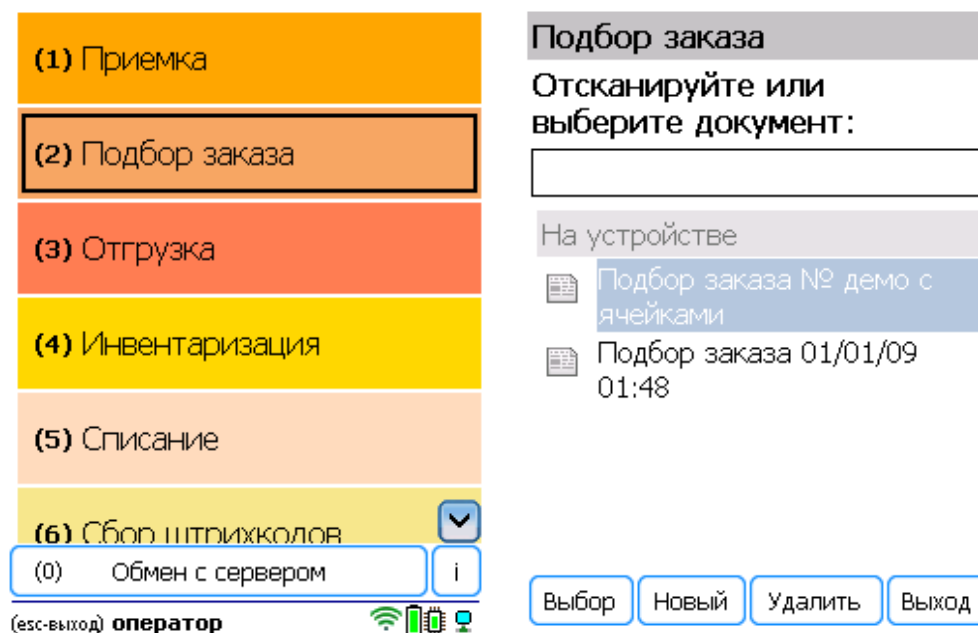 (1) Приемка
(2) Подбор заказа
(3) Отгрузка
(4) Инвентаризация
(5) Списание
(6) Сбор штрихкодов
(0) Обмен с сервером
i
(esc-выход) оператор
Подбор заказа
Отсканируйте или
выберите документ:
На устройстве
Подбор заказа № демо с
ячейками
Подбор заказа 01/01/09
01:48
Выбор Новый Удалить Выход